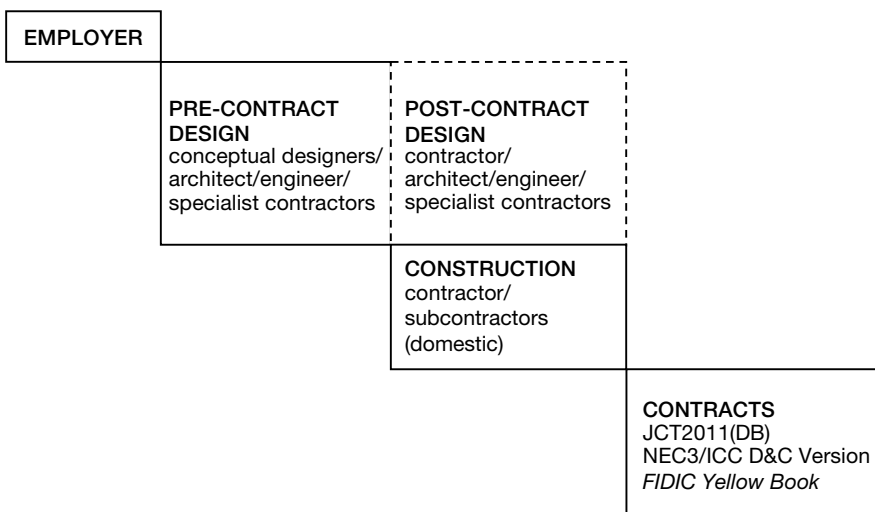 EMPLOYER
PRE-CONTRACT
DESIGN
conceptual designers/
architect/engineer/
specialist contractors
POST-CONTRACT
DESIGN
contractor/
architect/engineer/
specialist contractors
CONSTRUCTION
contractor/
subcontractors
(domestic)
CONTRACTS
JCT2011(DB)
NEC3/ICC D&C Version
FIDIC Yellow Book